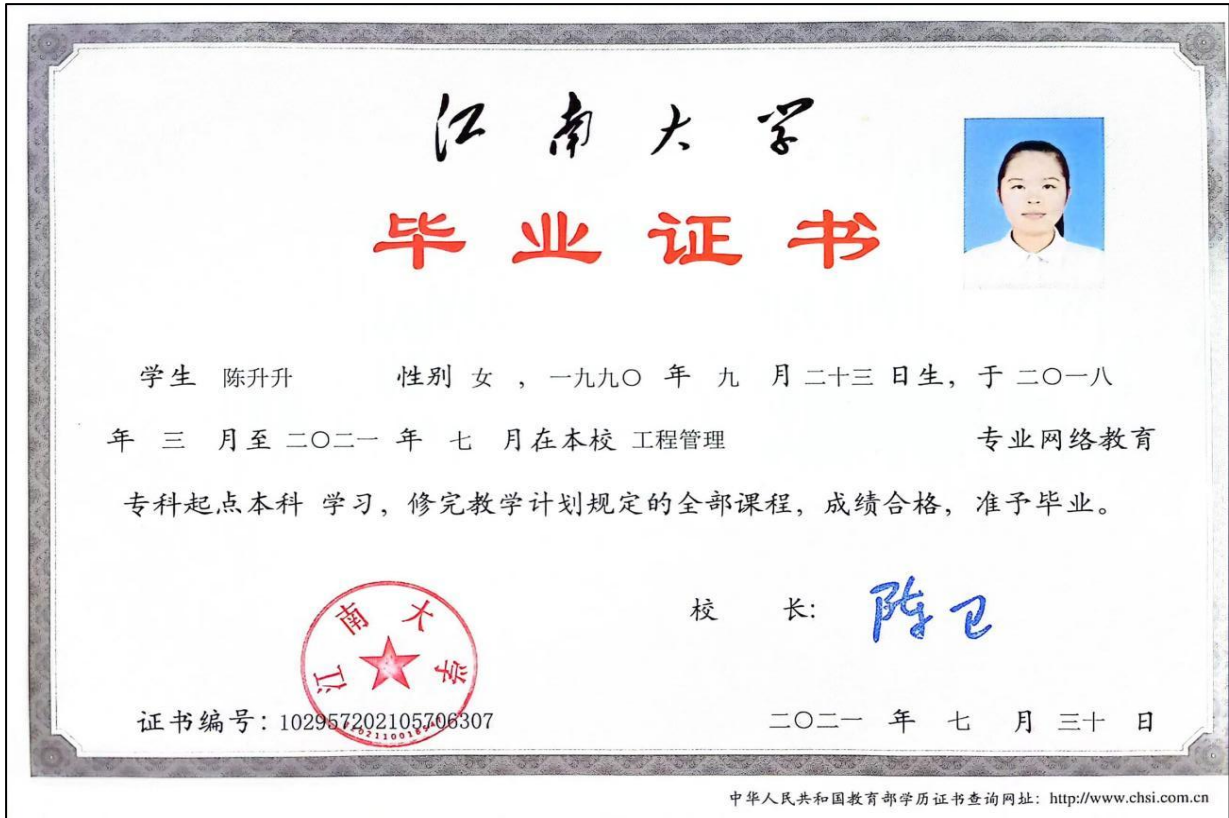 江南大学
毕业证书
学生 陈升升 性别 女 ，一九九〇 年 九 月 二十三 日生，于 二〇一八
年 三 月至 二〇二一 年 七 月在本校 工程管理 专业网络教育
专科起点本科 学习，修完教学计划规定的全部课程，成绩合格，准予毕业。
校 长: 陈卫
江南大学
证书编号: 102957202105706307
二〇二一 年 七 月 三十 日
中华人民共和国教育部学历证书查询网址: http://www.chsi.com.cn